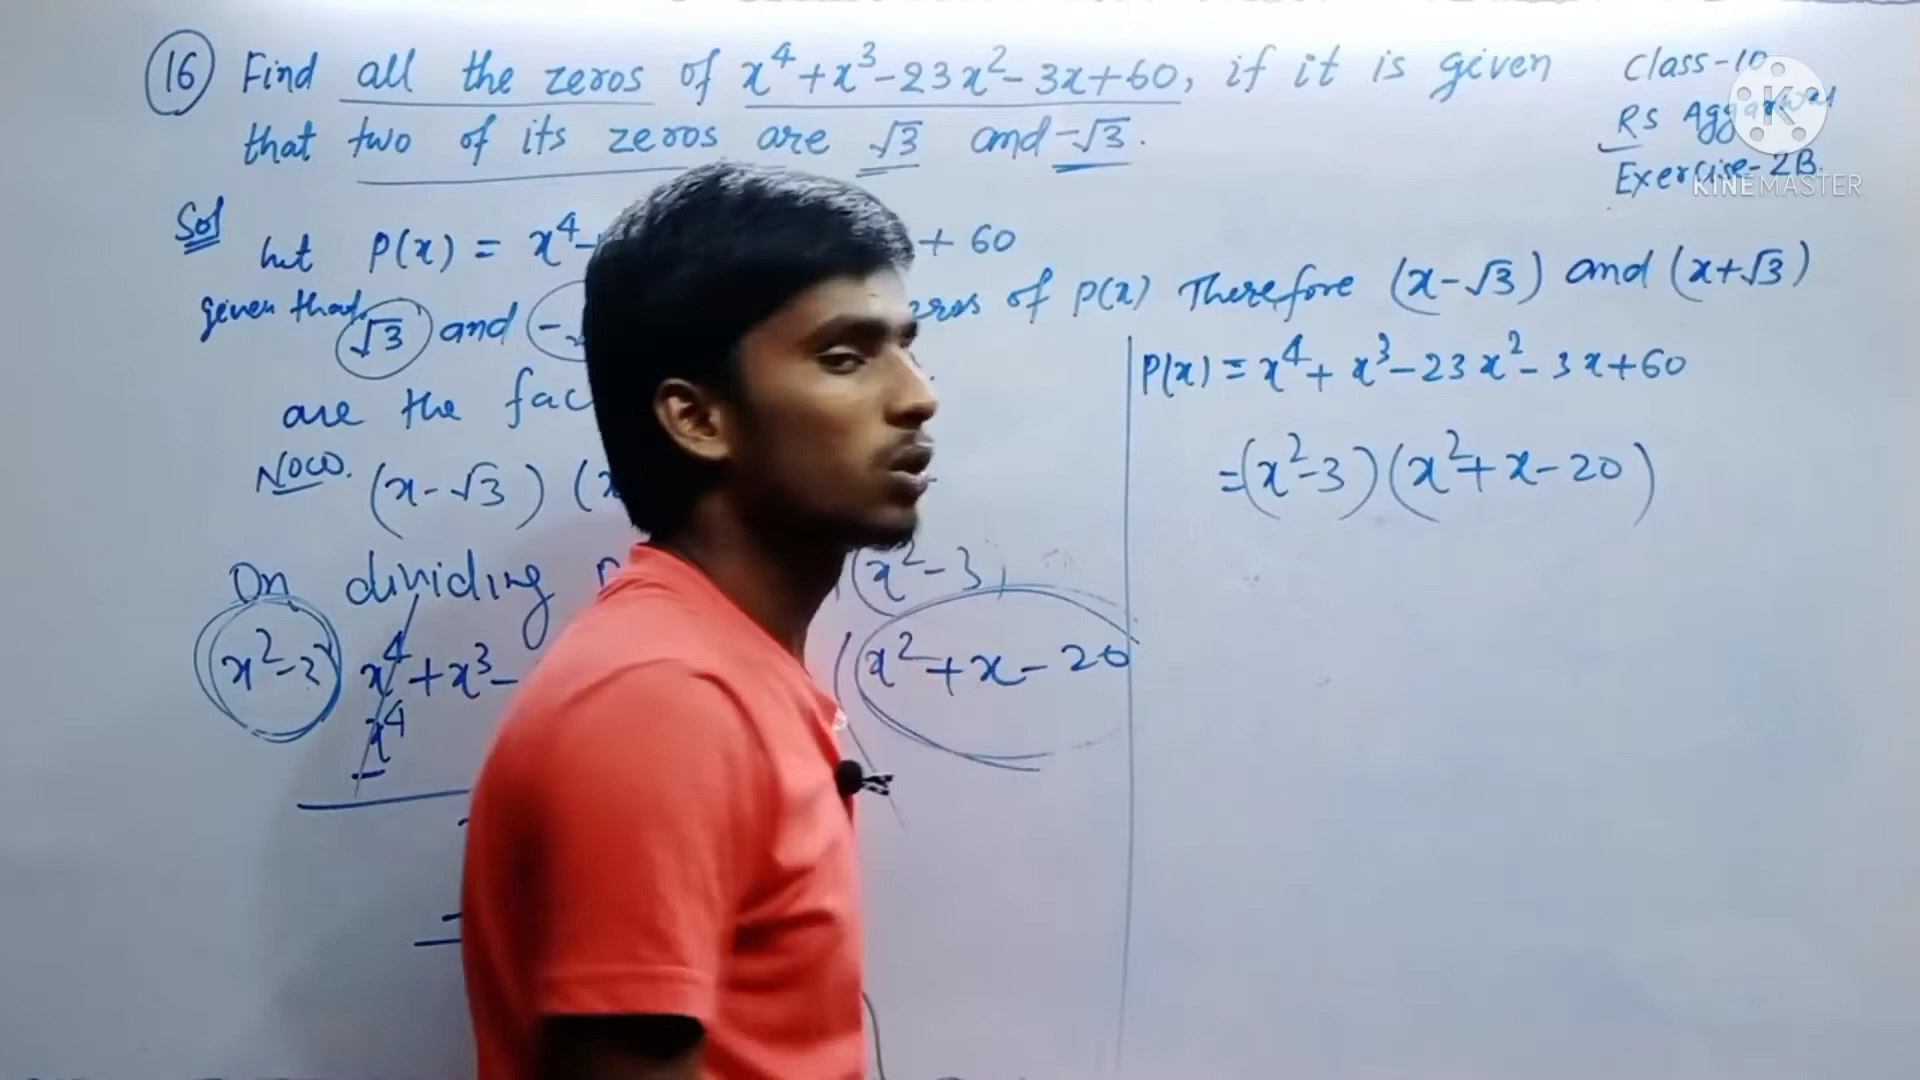 16 Find all the zeros of x⁴+x³-23x²-3x+60, if it is given
that two of its zeros are √3 and -√3.
Class-10
RS Aggarwal
Exercise-2B.
KINEMASTER
Sol
let P(x) = x⁴ + 60
given that √3 and - of P(x) Therefore (x-√3) and (x+√3)
are the
Now. (x-√3) (x
On dividing (x²-3)
x²-3 x⁴+x³- x²+x-20
x⁴
P(x) = x⁴+x³-23x²-3x+60
=(x²-3)(x²+x-20)